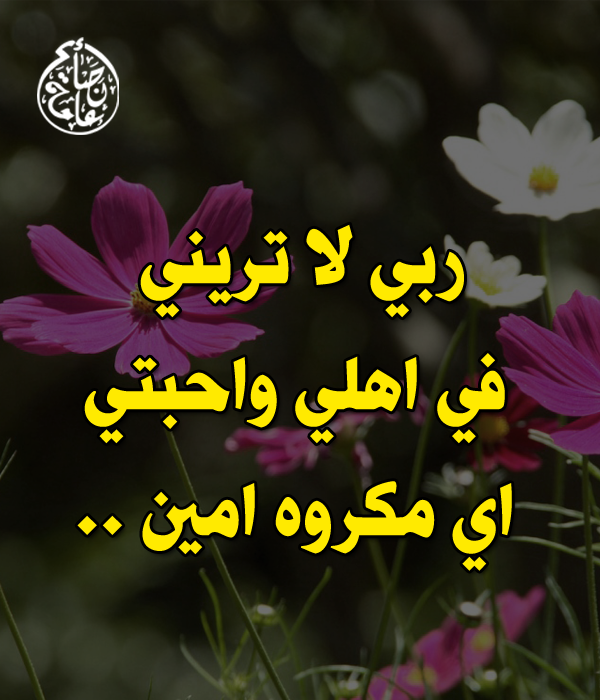 ربي لا تريني
في اهلي واحبتي
اي مكروه امين ..